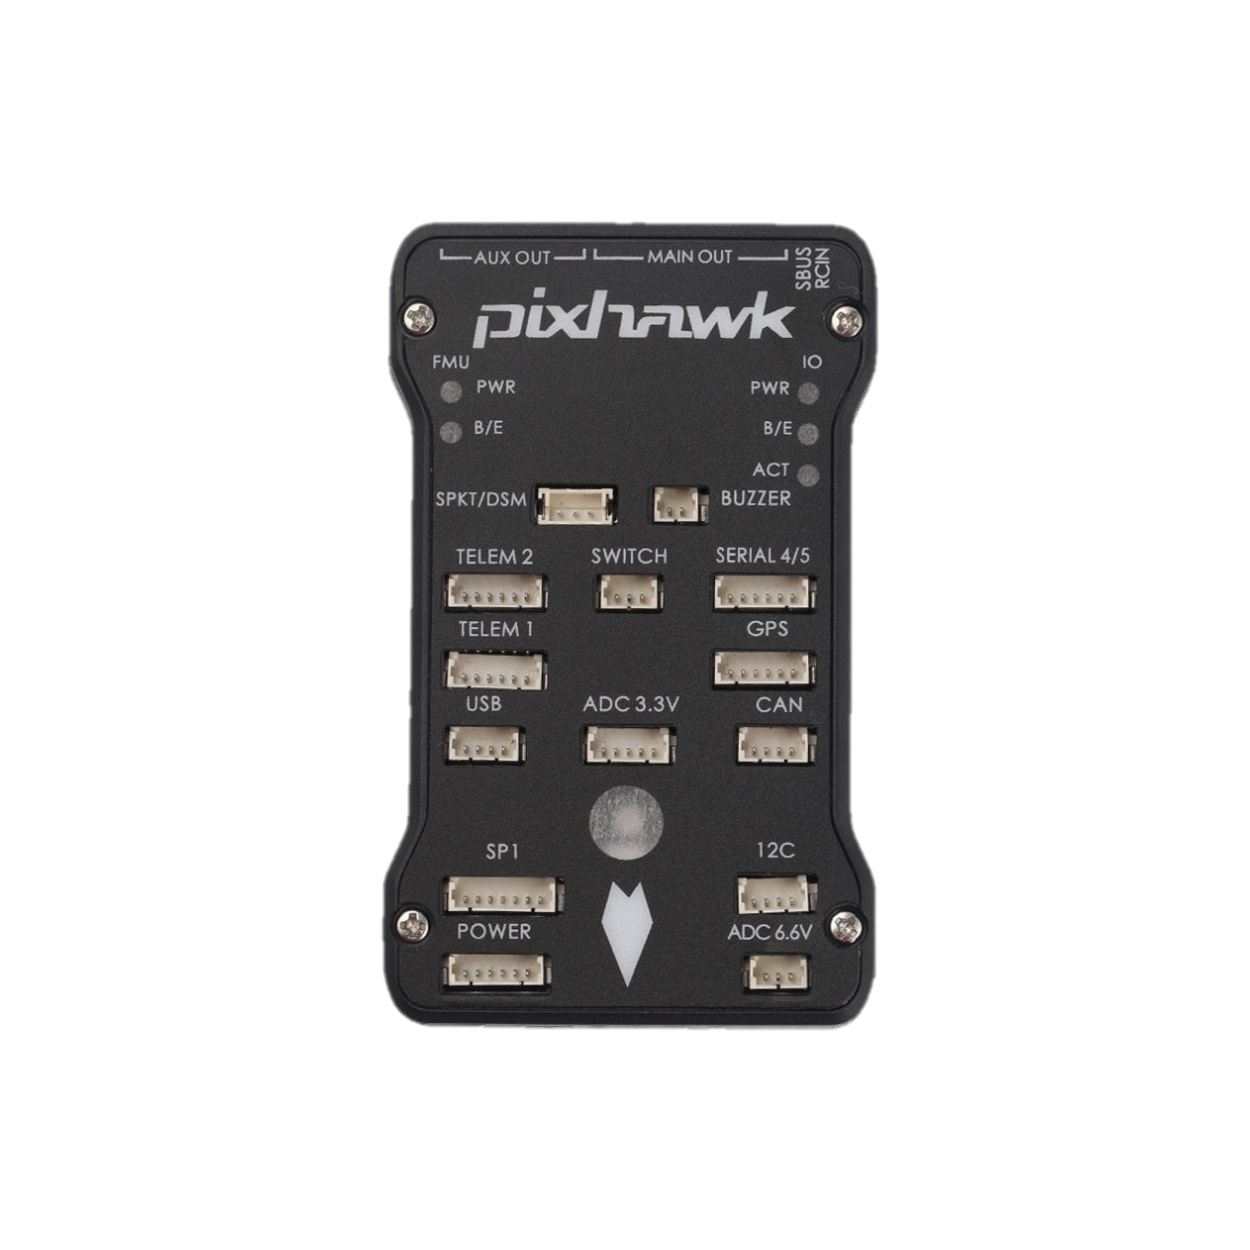 AUX OUT MAIN OUT SBUS
RCIN
pixhawk
FMU IO
PWR PWR
B/E B/E
ACT
SPKT/DSM BUZZER
TELEM 2 SWITCH SERIAL 4/5
TELEM 1 GPS
USB ADC 3.3V CAN
SP1 12C
POWER ADC 6.6V